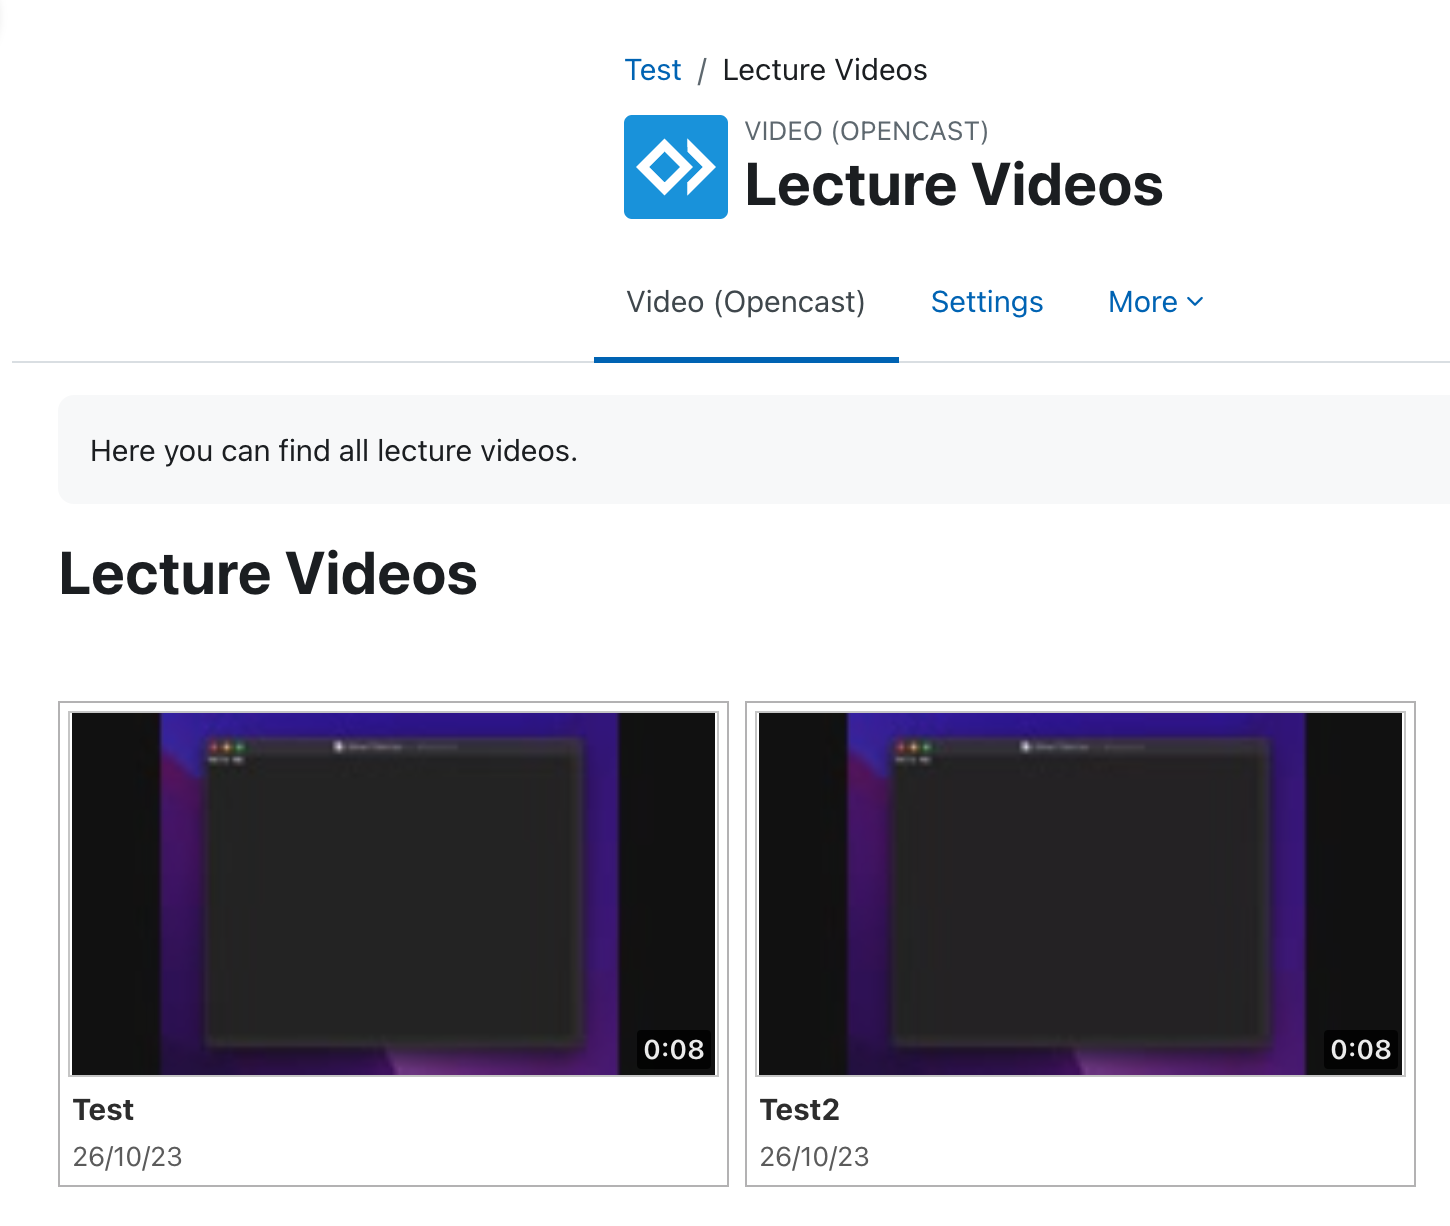 Test / Lecture Videos
VIDEO (OPENCAST)
Lecture Videos
Video (Opencast) Settings More
Here you can find all lecture videos.
Lecture Videos
0:08
Test
26/10/23
0:08
Test2
26/10/23